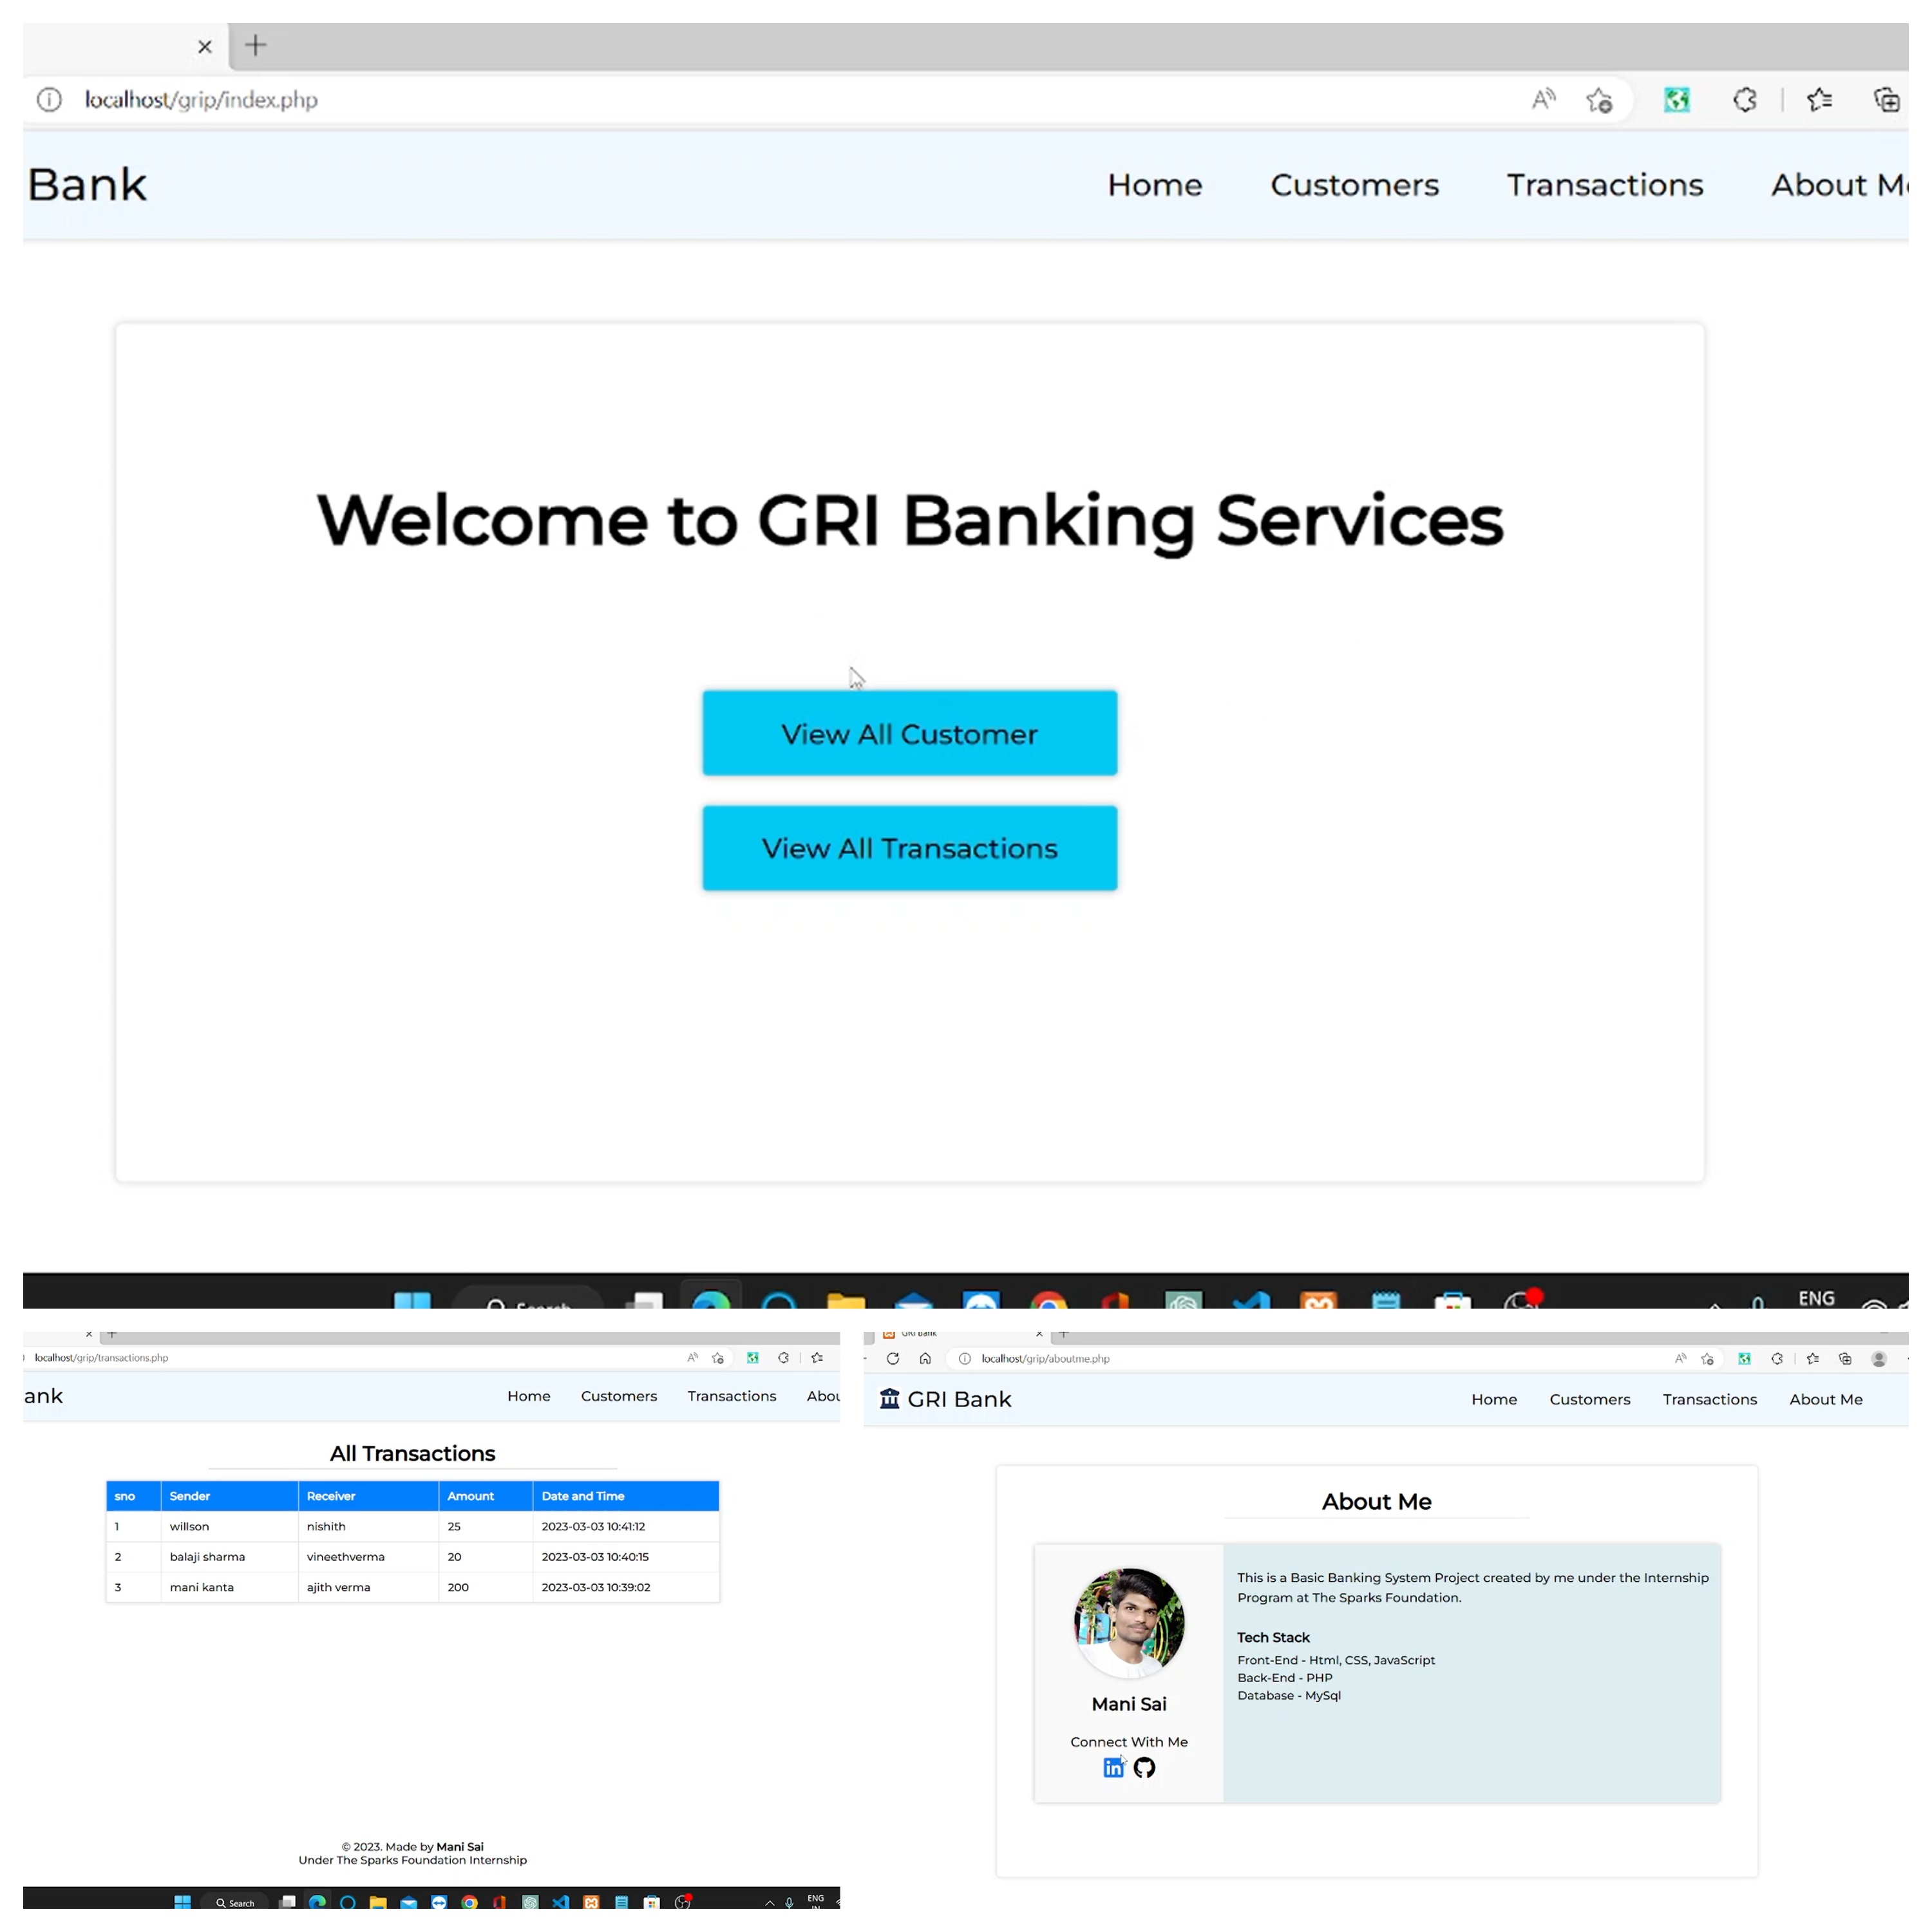 localhost/grip/index.php
Bank
Home Customers Transactions About Me
Welcome to GRI Banking Services
View All Customer
View All Transactions
Search
ENG
localhost/grip/transactions.php
ank
Home Customers Transactions Abou
All Transactions
sno Sender Receiver Amount Date and Time
1 willson nishith 25 2023-03-03 10:41:12
2 balaji sharma vineethverma 20 2023-03-03 10:40:15
3 mani kanta ajith verma 200 2023-03-03 10:39:02
© 2023. Made by Mani Sai
Under The Sparks Foundation Internship
Search
ENG
IN
GRI Bank
localhost/grip/aboutme.php
GRI Bank
Home Customers Transactions About Me
About Me
Mani Sai
Connect With Me
in
This is a Basic Banking System Project created by me under the Internship
Program at The Sparks Foundation.
Tech Stack
Front-End - Html, CSS, JavaScript
Back-End - PHP
Database - MySql